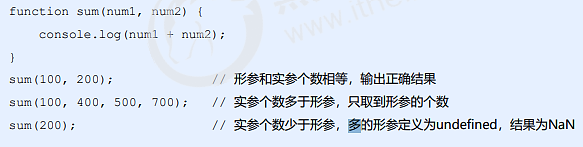 function sum(num1, num2) {
    console.log(num1 + num2);
}
sum(100, 200);               // 形参和实参个数相等，输出正确结果
sum(100, 400, 500, 700);     // 实参个数多于形参，只取到形参的个数
sum(200);                    // 实参个数少于形参，多的形参定义为undefined，结果为NaN